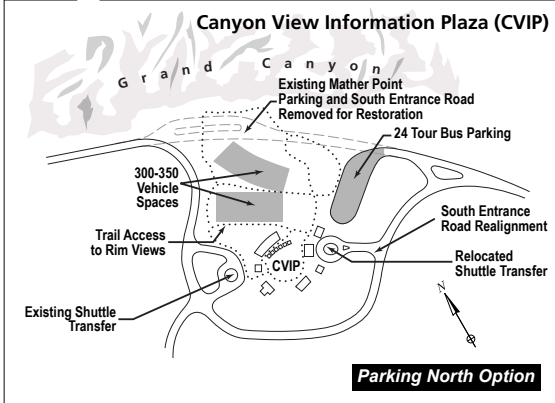 Canyon View Information Plaza (CVIP)
Grand Canyon
Existing Mather Point
Parking and South Entrance Road
Removed for Restoration
24 Tour Bus Parking
300-350
Vehicle
Spaces
South Entrance
Road Realignment
Trail Access
to Rim Views
CVIP
Relocated
Shuttle Transfer
Existing Shuttle
Transfer
N
Parking North Option